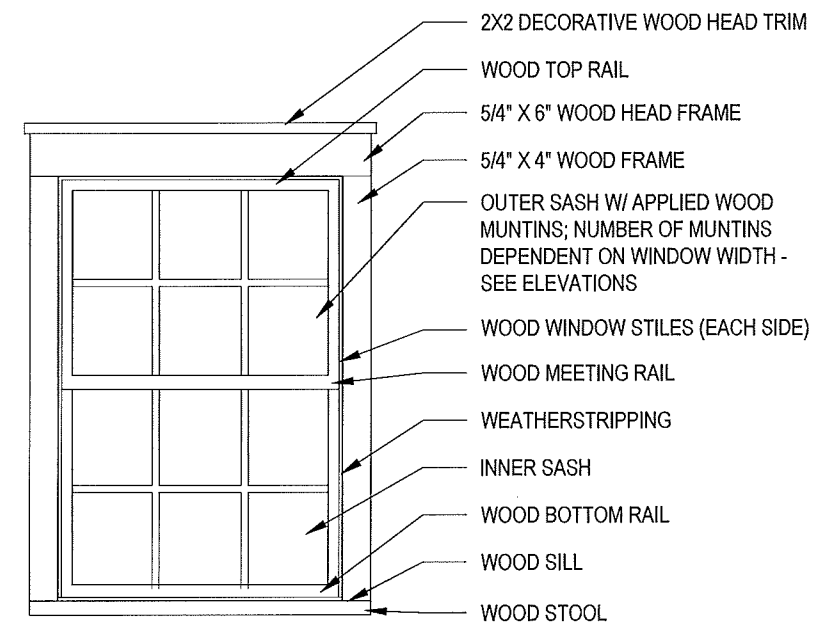 2X2 DECORATIVE WOOD HEAD TRIM
WOOD TOP RAIL
5/4" X 6" WOOD HEAD FRAME
5/4" X 4" WOOD FRAME
OUTER SASH W/ APPLIED WOOD
MUNTINS; NUMBER OF MUNTINS
DEPENDENT ON WINDOW WIDTH -
SEE ELEVATIONS
WOOD WINDOW STILES (EACH SIDE)
WOOD MEETING RAIL
WEATHERSTRIPPING
INNER SASH
WOOD BOTTOM RAIL
WOOD SILL
WOOD STOOL